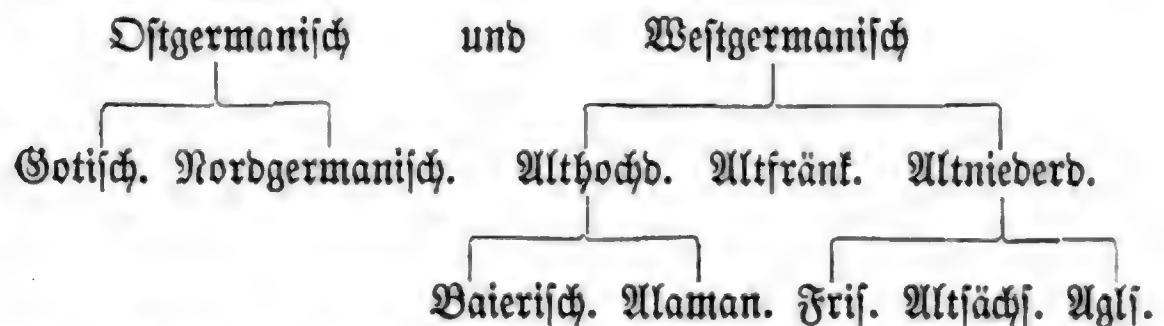 Ostgermanisch und Westgermanisch
Gotisch. Nordgermanisch. Althochd. Altfränk. Altniederd.
Baierisch. Alaman. Fris. Altsächs. Agls.